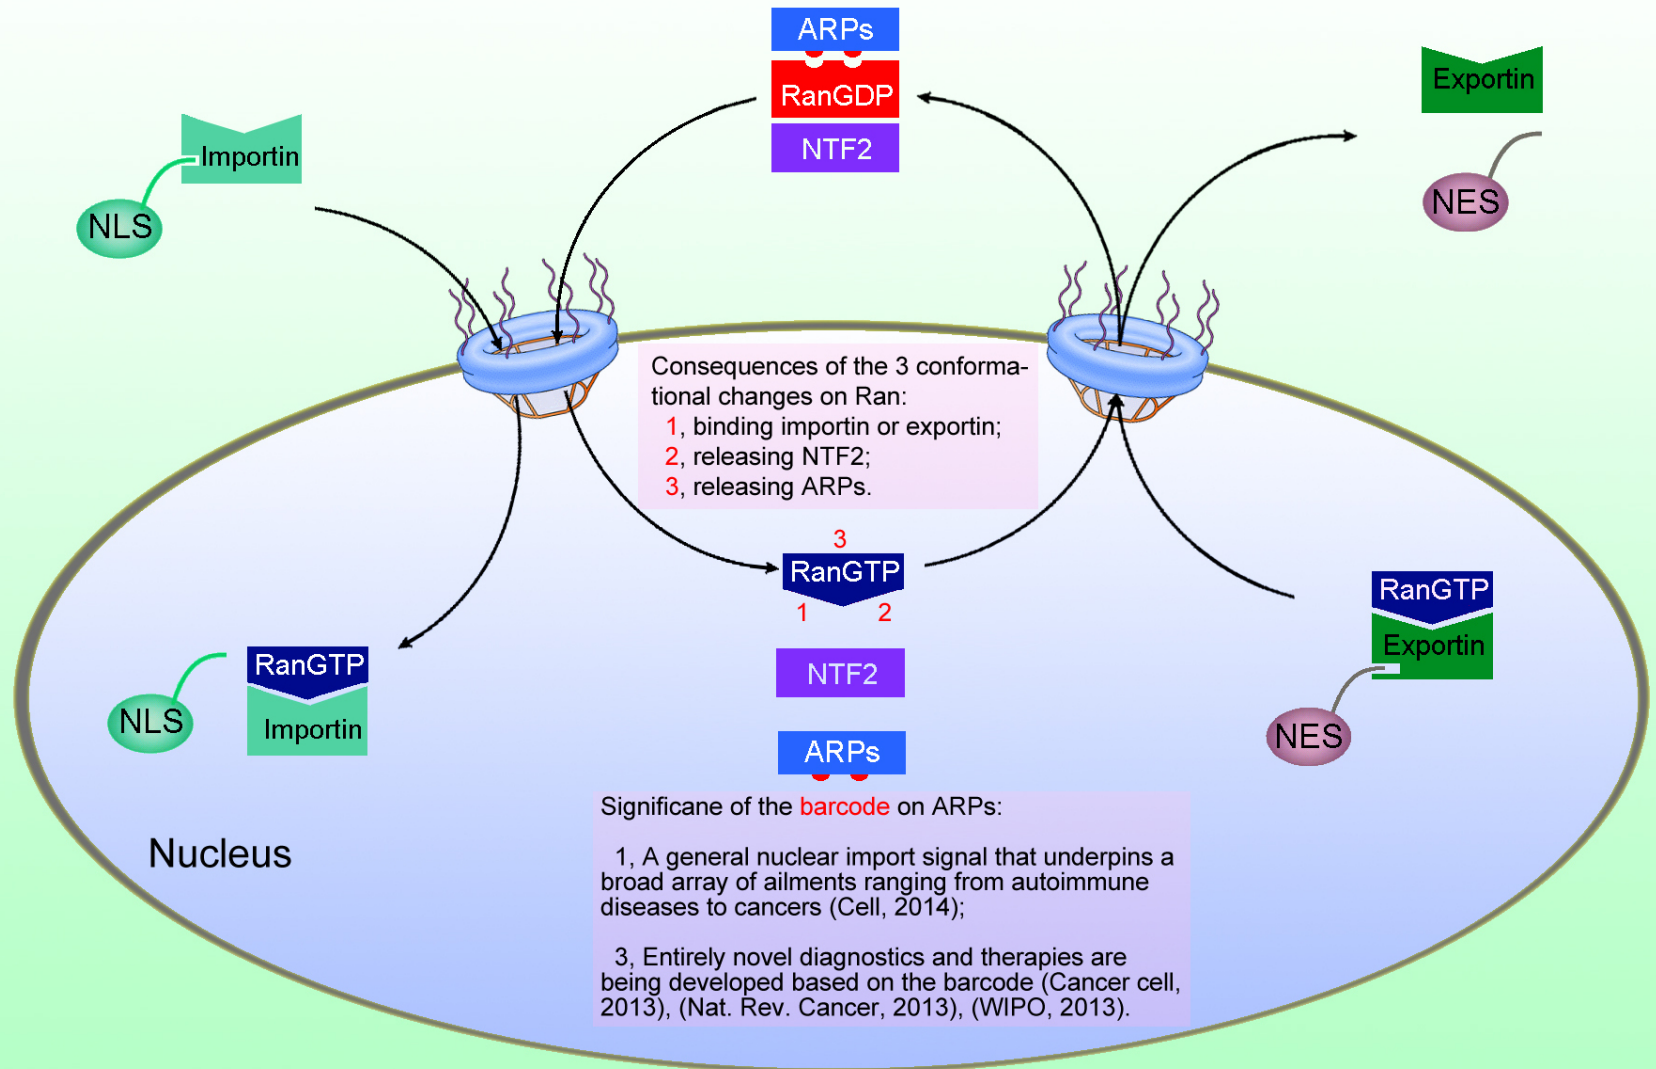 ARPs
RanGDP
NTF2
Exportin
NES
Importin
NLS
Consequences of the 3 conforma-
tional changes on Ran:
1, binding importin or exportin;
2, releasing NTF2;
3, releasing ARPs.
3
RanGTP
1 2
NTF2
ARPs
RanGTP
Importin
NLS
RanGTP
Exportin
NES
Nucleus
Significane of the barcode on ARPs:
1, A general nuclear import signal that underpins a
broad array of ailments ranging from autoimmune
diseases to cancers (Cell, 2014);
3, Entirely novel diagnostics and therapies are
being developed based on the barcode (Cancer cell,
2013), (Nat. Rev. Cancer, 2013), (WIPO, 2013).